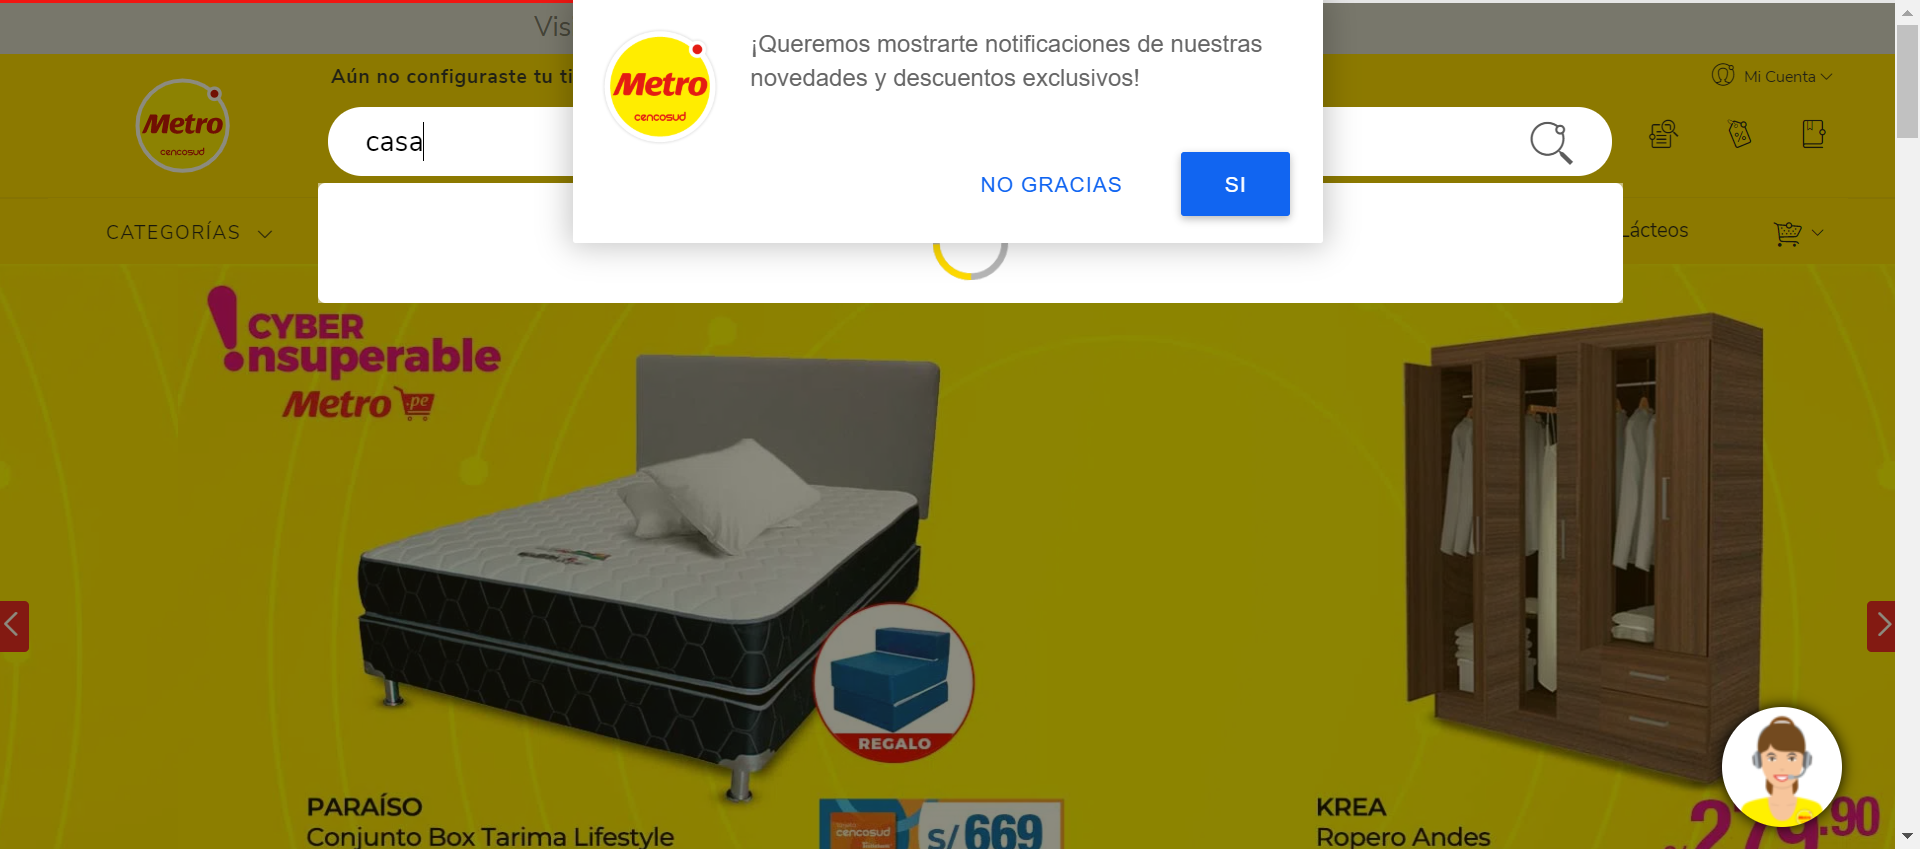 Vis
¡Queremos mostrarte notificaciones de nuestras
novedades y descuentos exclusivos!
NO GRACIAS
SI
Metro
cencosud
Aún no configuraste tu ti
Mi Cuenta
Metro
cencosud
casa
CATEGORÍAS
Lácteos
CYBER
nsuperable
Metro .pe
REGALO
PARAÍSO
Conjunto Box Tarima Lifestyle
cencosud
S/ 669
KREA
Ropero Andes
279.90